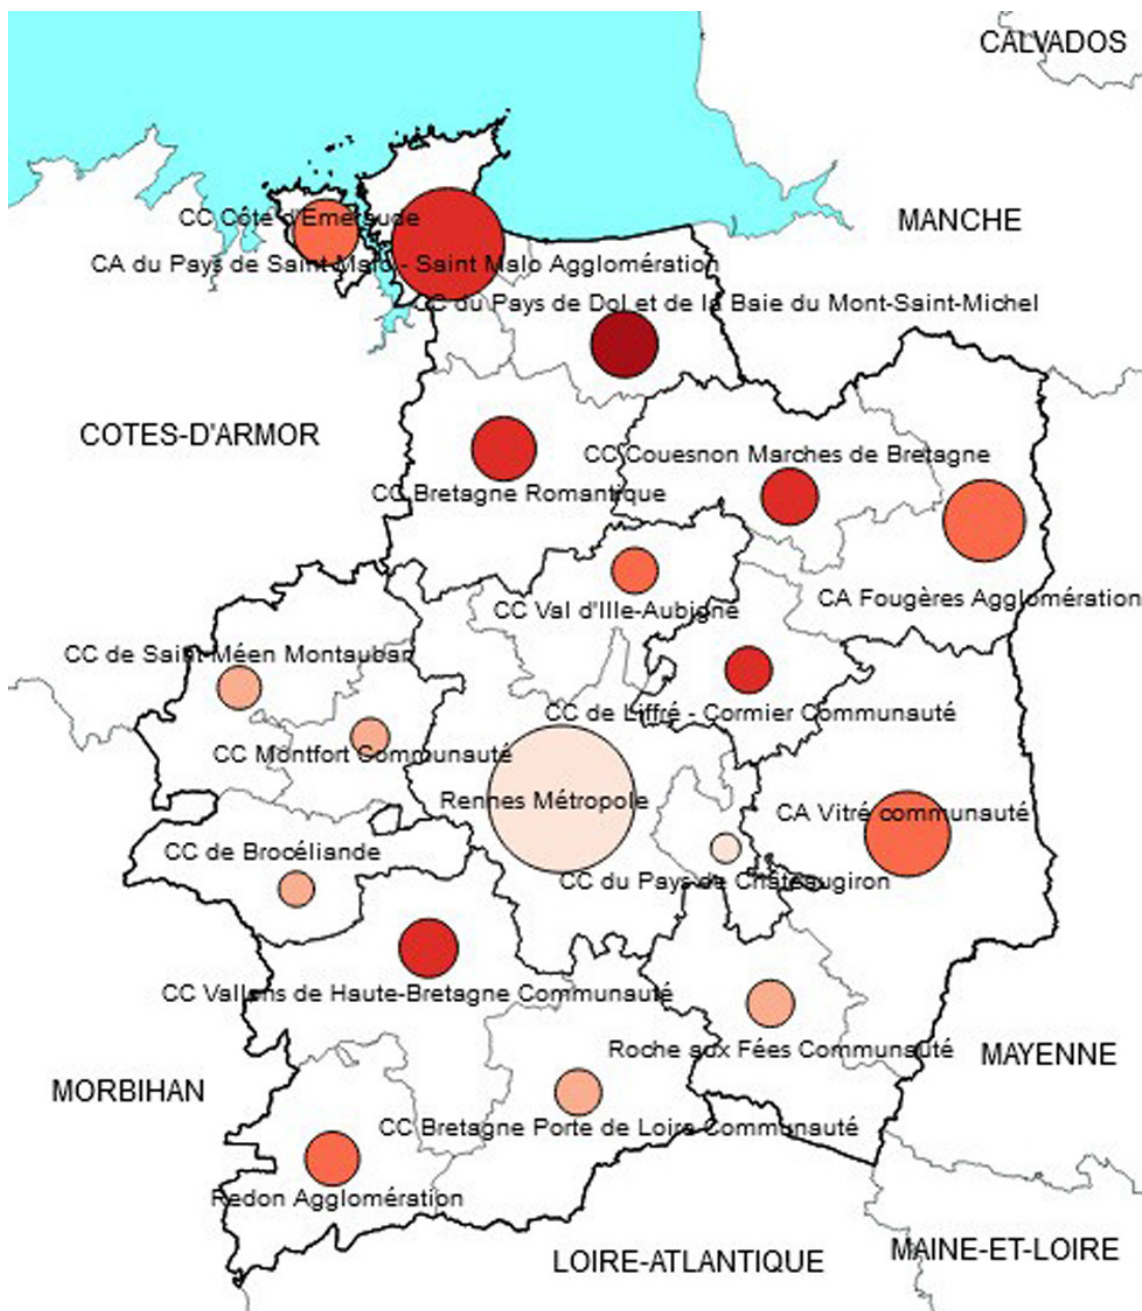 CALVADOS
CC Côte d'Emeraude
MANCHE
CA du Pays de Saint-Malo - Saint Malo Agglomération
CC du Pays de Dol et de la Baie du Mont-Saint-Michel
COTES-D'ARMOR
CC Couesnon Marches de Bretagne
CC Bretagne Romantique
CC Val d'Ille-Aubigné
CA Fougères Agglomération
CC de Saint-Méen Montauban
CC de Liffré - Cormier Communauté
CC Montfort Communauté
Rennes Métropole
CA Vitré communauté
CC de Brocéliande
CC du Pays de Châteaugiron
CC Vallons de Haute-Bretagne Communauté
Roche aux Fées Communauté
MAYENNE
MORBIHAN
CC Bretagne Porte de Loire Communauté
Redon Agglomération
LOIRE-ATLANTIQUE
MAINE-ET-LOIRE